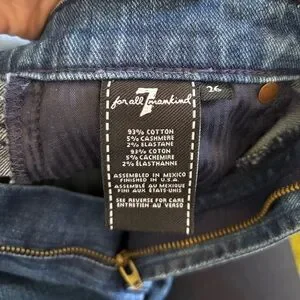 7
for all mankind
26
93% COTTON
5% CASHMERE
2% ELASTANE
93% COTON
5% CACHEMIRE
2% ELASTHANNE
ASSEMBLED IN MEXICO
FINISHED IN U.S.A.
ASSEMBLÉ AU MEXIQUE
FINI AUX ÉTATS-UNIS
SEE REVERSE FOR CARE
ENTRETIEN AU VERSO